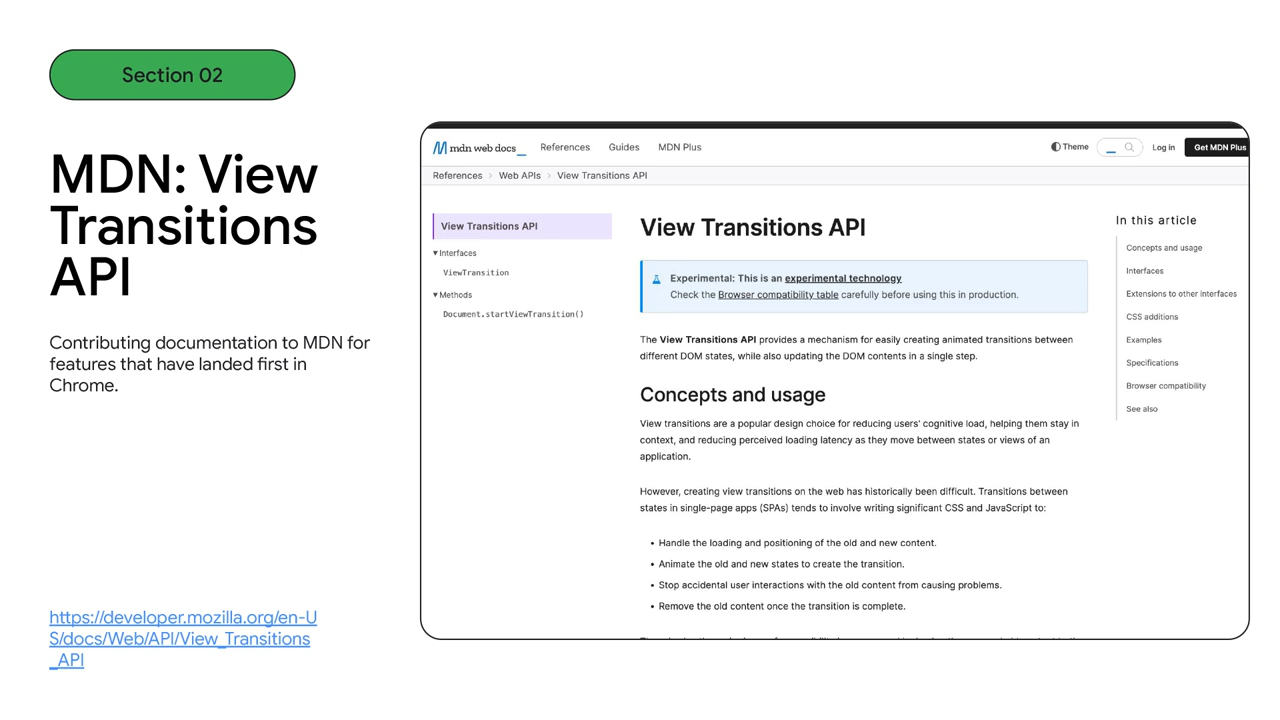 Section 02
MDN: View
Transitions
API
Contributing documentation to MDN for
features that have landed first in
Chrome.
https://developer.mozilla.org/en-U
S/docs/Web/API/View_Transitions
_API
mdn web docs_ References Guides MDN Plus Theme Log in Get MDN Plus
References > Web APIs > View Transitions API
View Transitions API
▾ Interfaces
ViewTransition
▾ Methods
Document.startViewTransition()
View Transitions API
Experimental: This is an experimental technology
Check the Browser compatibility table carefully before using this in production.
The View Transitions API provides a mechanism for easily creating animated transitions between
different DOM states, while also updating the DOM contents in a single step.
Concepts and usage
View transitions are a popular design choice for reducing users' cognitive load, helping them stay in
context, and reducing perceived loading latency as they move between states or views of an
application.
However, creating view transitions on the web has historically been difficult. Transitions between
states in single-page apps (SPAs) tends to involve writing significant CSS and JavaScript to:
• Handle the loading and positioning of the old and new content.
• Animate the old and new states to create the transition.
• Stop accidental user interactions with the old content from causing problems.
• Remove the old content once the transition is complete.
In this article
Concepts and usage
Interfaces
Extensions to other interfaces
CSS additions
Examples
Specifications
Browser compatibility
See also